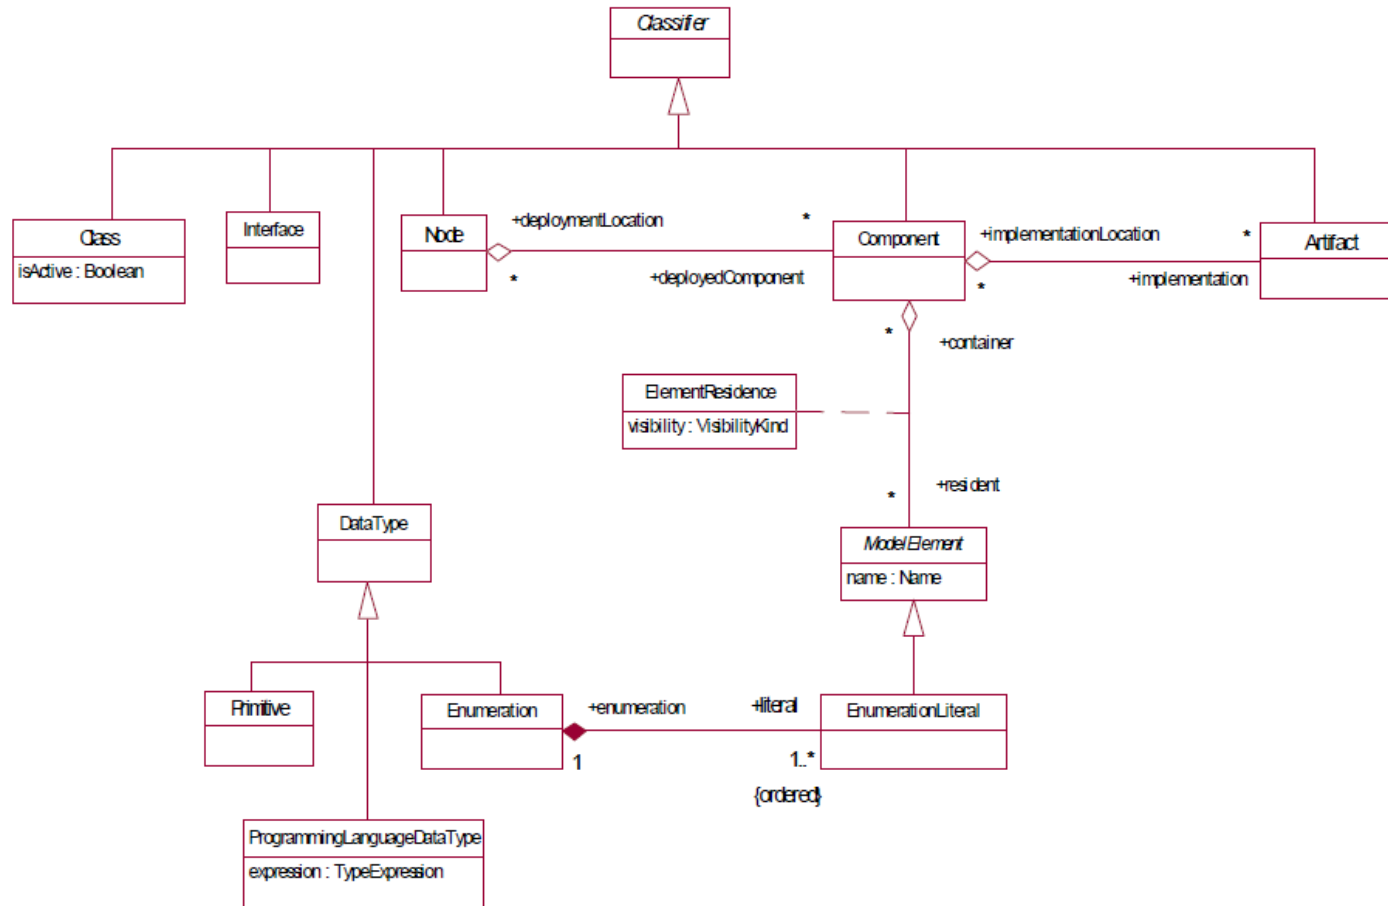 Classifier
Class
isActive : Boolean
Interface
Node
+deploymentLocation
*
*
+deployedComponent
Component
+implementationLocation
*
*
+implementation
Artifact
*
+container
ElementResidence
visibility : VisibilityKind
*
+resident
DataType
ModelElement
name : Name
Primitive
Enumeration
+enumeration
+literal
1
1..*
{ordered}
EnumerationLiteral
ProgrammingLanguageDataType
expression : TypeExpression